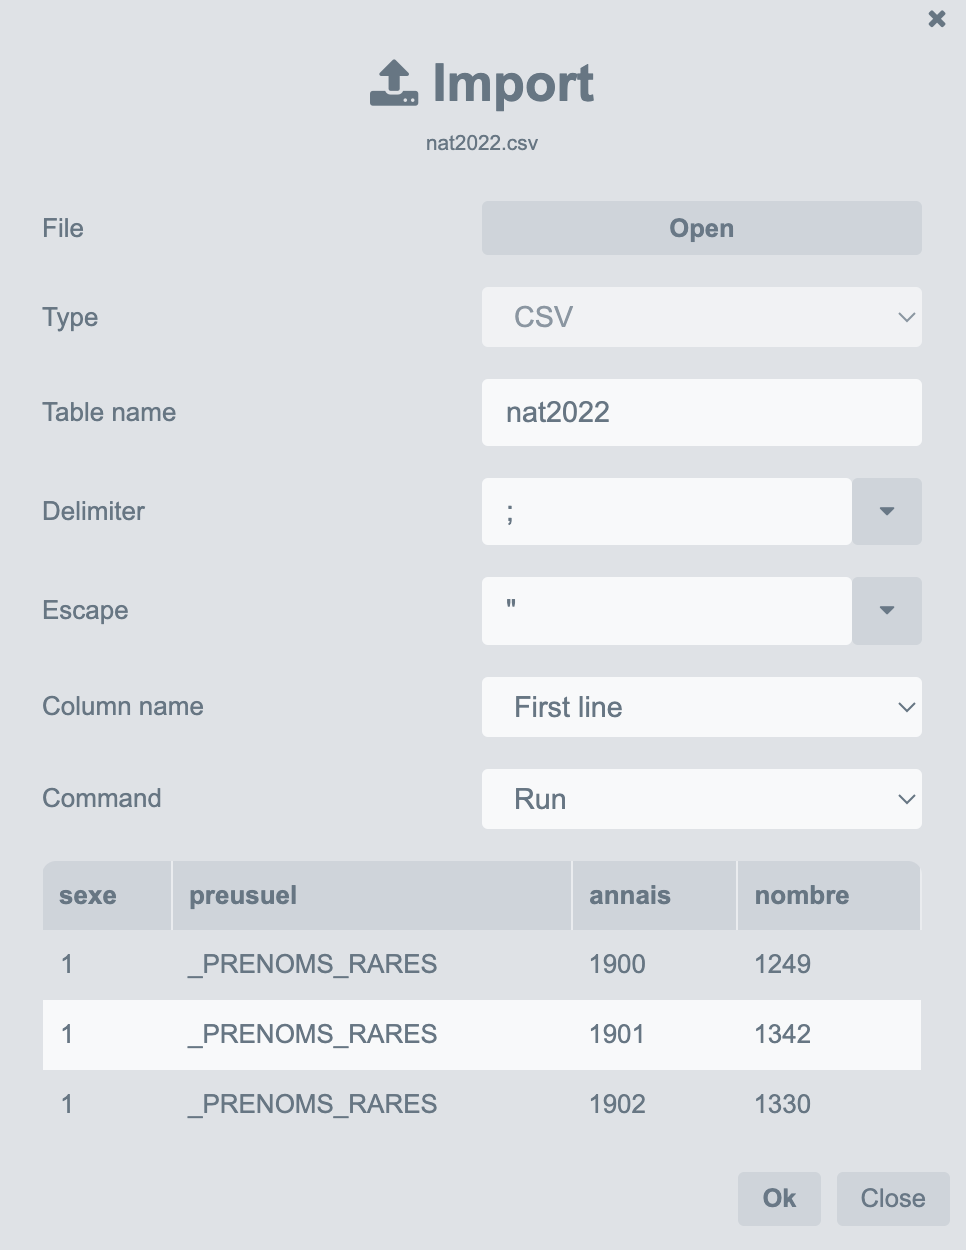 Import
nat2022.csv
File Open
Type CSV
Table name nat2022
Delimiter ;
Escape "
Column name First line
Command Run
sexe preusuel annais nombre
1 _PRENOMS_RARES 1900 1249
1 _PRENOMS_RARES 1901 1342
1 _PRENOMS_RARES 1902 1330
Ok Close